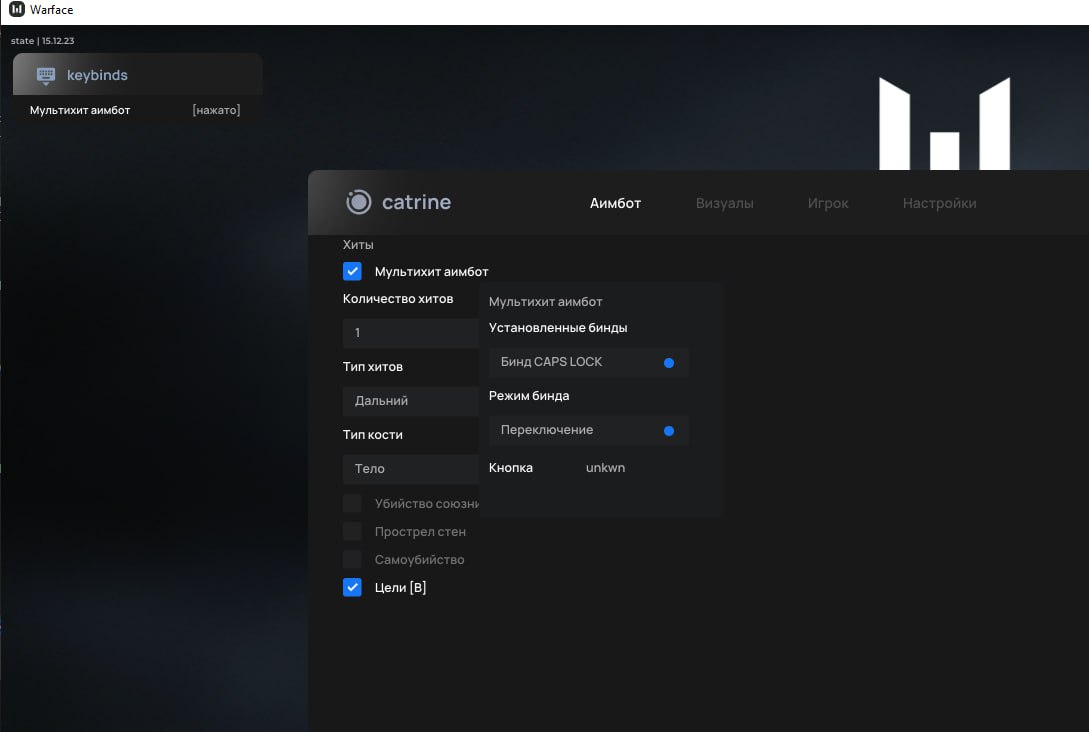 Warface
state | 15.12.23
keybinds
Мультихит аимбот [нажато]
catrine Аимбот Визуалы Игрок Настройки
Хиты
Мультихит аимбот
Количество хитов
1
Тип хитов
Дальний
Тип кости
Тело
Убийство союзни
Прострел стен
Самоубийство
Цели [B]
Мультихит аимбот
Установленные бинды
Бинд CAPS LOCK
Режим бинда
Переключение
Кнопка unkwn